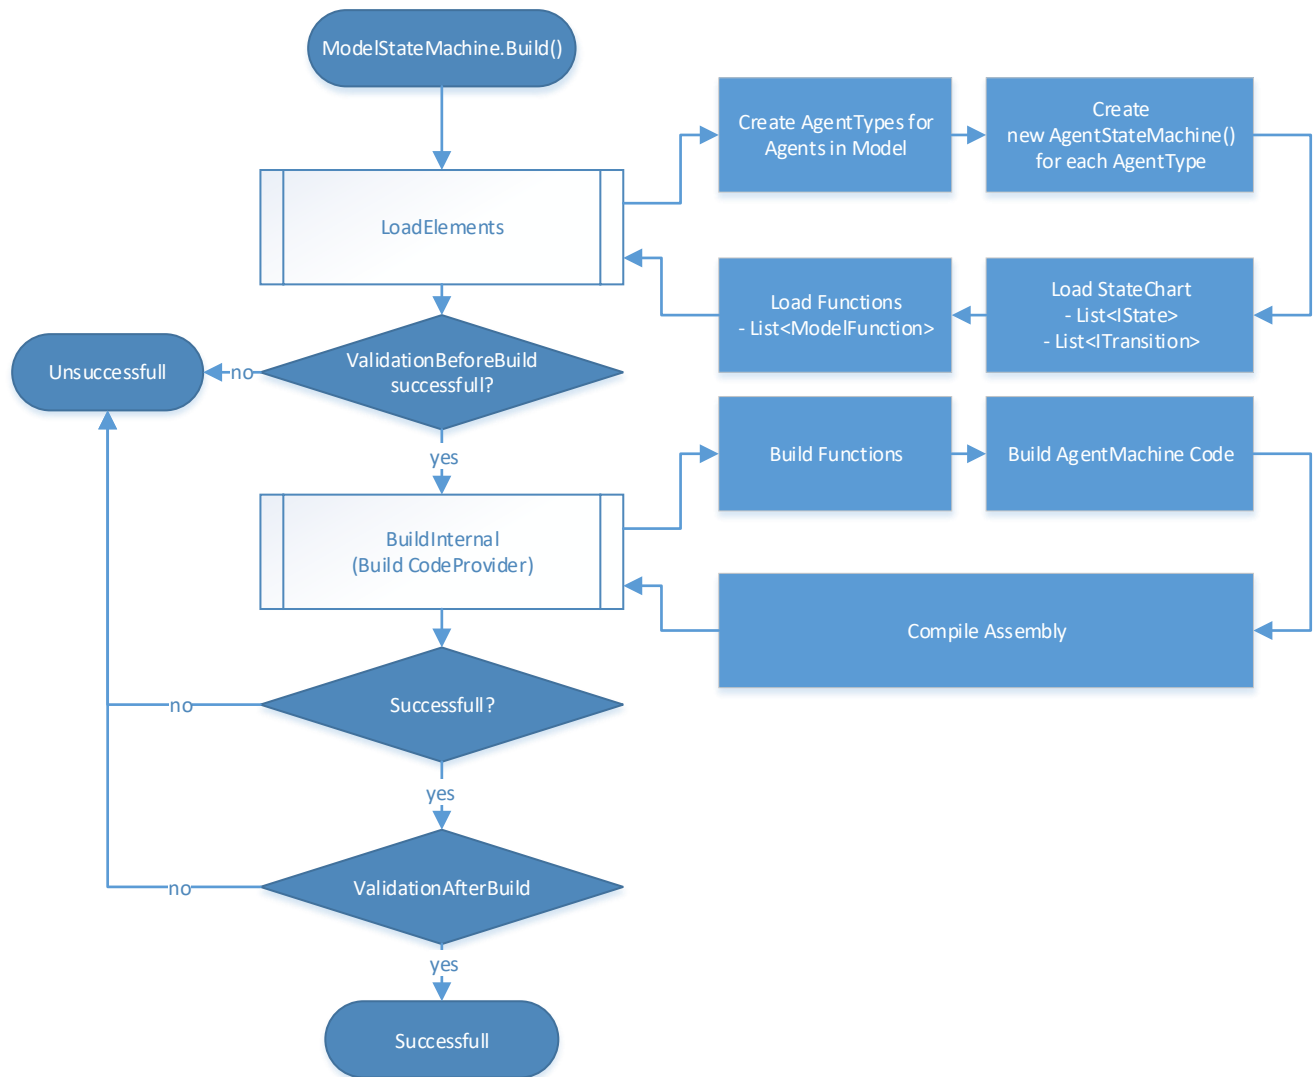 ModelStateMachine.Build()
Create AgentTypes for
Agents in Model
Create
new AgentStateMachine()
for each AgentType
LoadElements
Load Functions
- List<ModelFunction>
Load StateChart
- List<IState>
- List<ITransition>
Unsuccessfull
no
ValidationBeforeBuild
successfull?
yes
Build Functions
Build AgentMachine Code
BuildInternal
(Build CodeProvider)
Compile Assembly
no
Successfull?
yes
no
ValidationAfterBuild
yes
Successfull